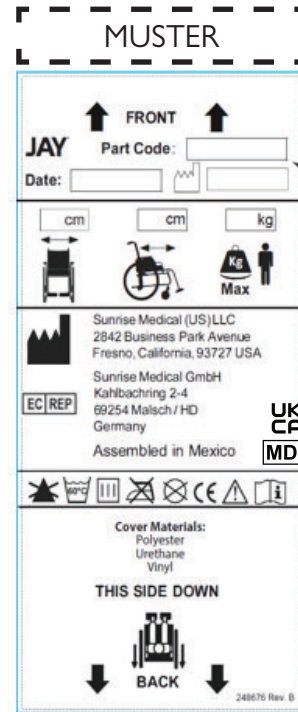 MUSTER
FRONT
JAY Part Code:
Date:
cm cm kg
Kg
Max
Sunrise Medical (US)LLC
2842 Business Park Avenue
Fresno, California, 93727 USA
Sunrise Medical GmbH
Kahlbachring 2-4
EC REP
69254 Malsch / HD
Germany
UK
CA
Assembled in Mexico
MD
60°C
CE
i
Cover Materials:
Polyester
Urethane
Vinyl
THIS SIDE DOWN
BACK
248676 Rev. B